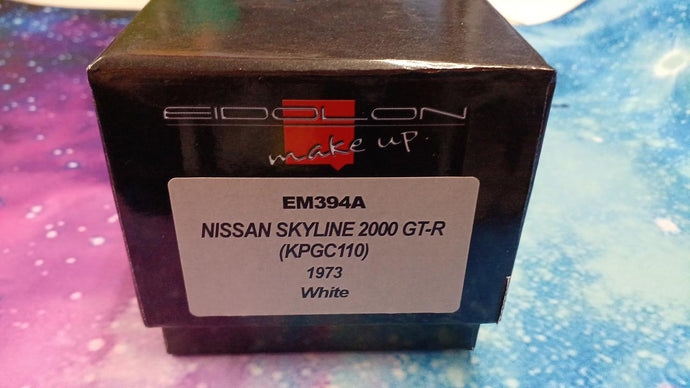 EIDOLON
make up.
EM394A
NISSAN SKYLINE 2000 GT-R
(KPGC110)
1973
White